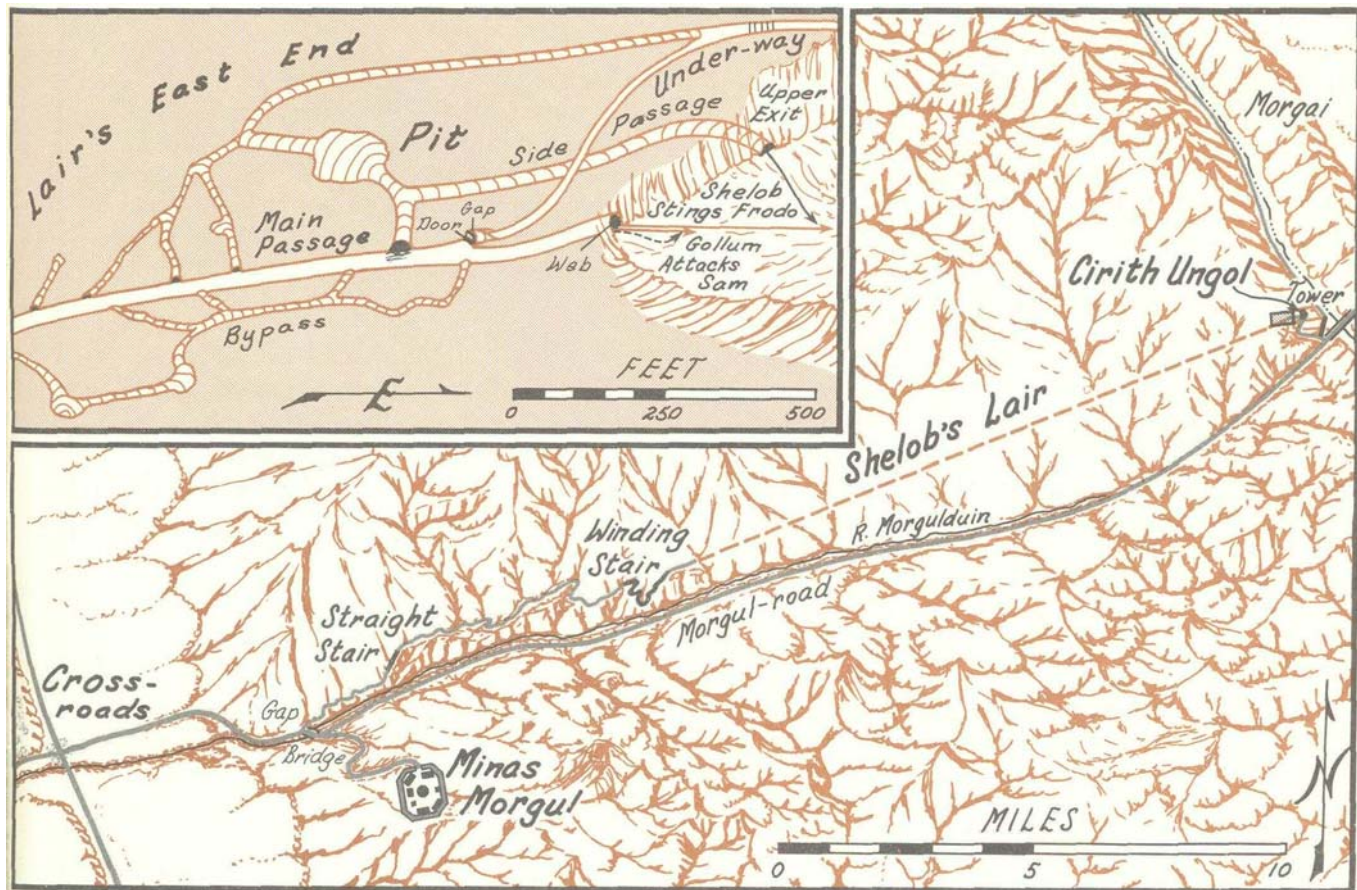 Lair's East End
Under-way
Upper
Exit
Pit
Side Passage
Shelob
Stings Frodo
Main
Passage
Door
Gap
Web
Gollum
Attacks
Sam
Bypass
E
FEET
0 250 500
Morgai
Cirith Ungol
Tower
Shelob's Lair
Winding
Stair
R. Morgulduin
Morgul-road
Straight
Stair
Cross-
roads
Gap
Bridge
Minas
Morgul
N
MILES
0 5 10